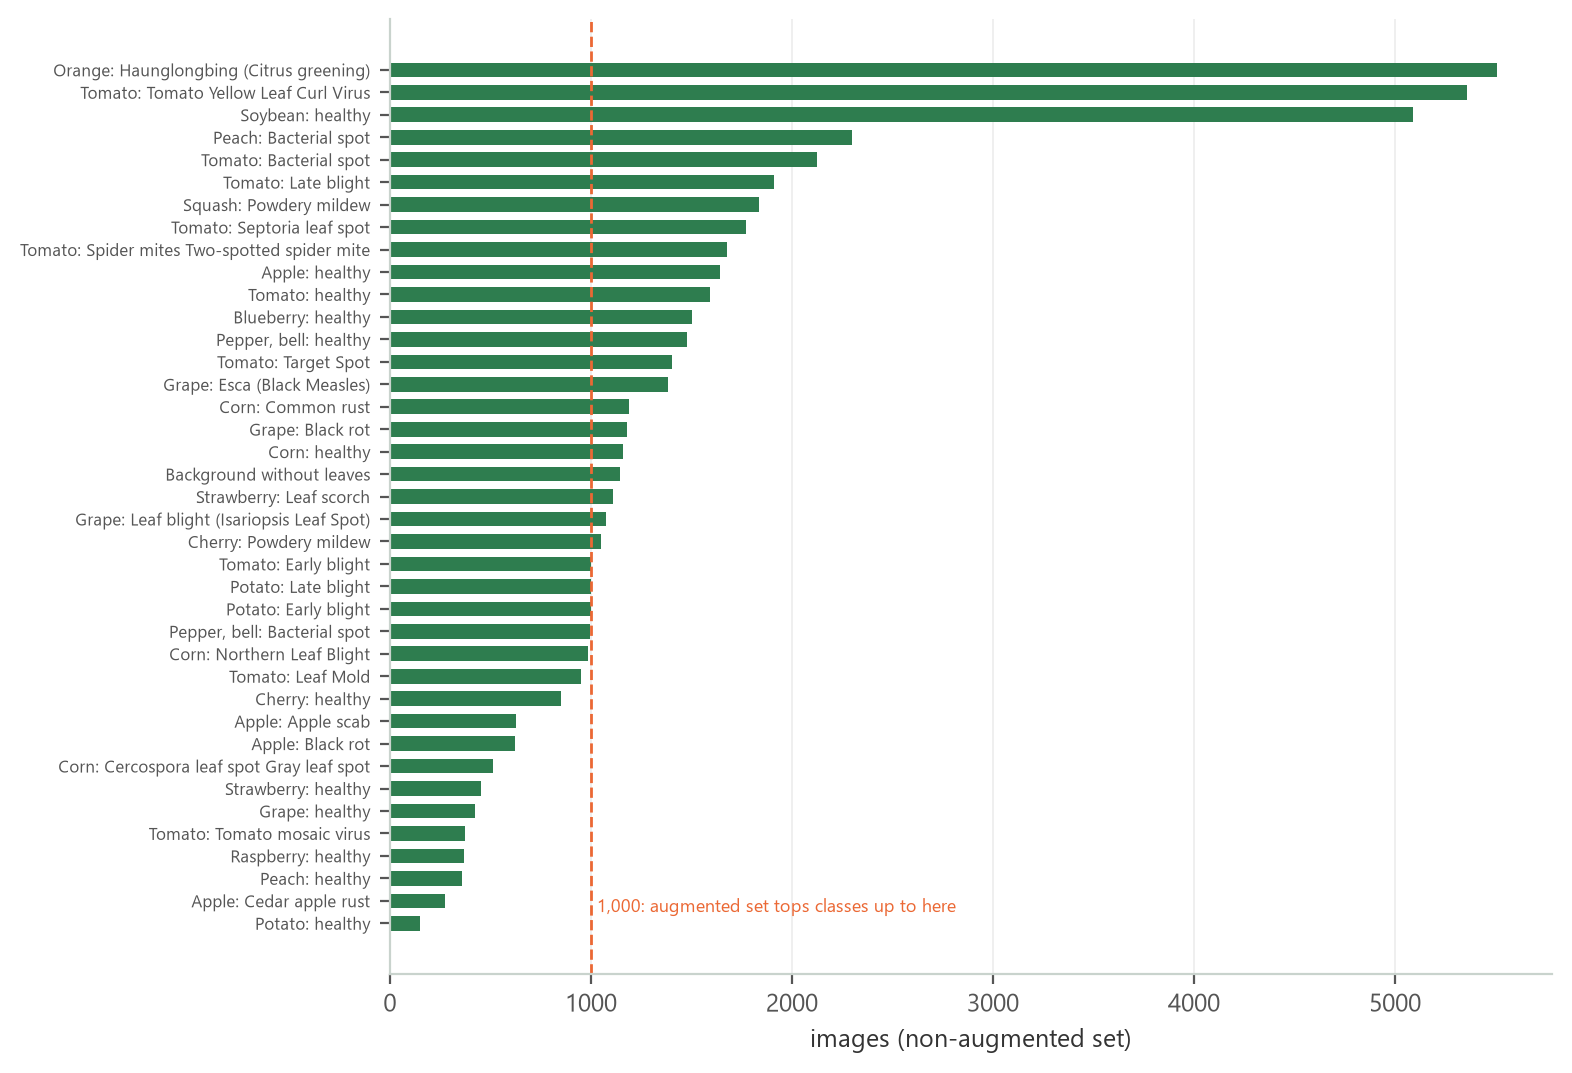 Orange: Haunglongbing (Citrus greening)
Tomato: Tomato Yellow Leaf Curl Virus
Soybean: healthy
Peach: Bacterial spot
Tomato: Bacterial spot
Tomato: Late blight
Squash: Powdery mildew
Tomato: Septoria leaf spot
Tomato: Spider mites Two-spotted spider mite
Apple: healthy
Tomato: healthy
Blueberry: healthy
Pepper, bell: healthy
Tomato: Target Spot
Grape: Esca (Black Measles)
Corn: Common rust
Grape: Black rot
Corn: healthy
Background without leaves
Strawberry: Leaf scorch
Grape: Leaf blight (Isariopsis Leaf Spot)
Cherry: Powdery mildew
Tomato: Early blight
Potato: Late blight
Potato: Early blight
Pepper, bell: Bacterial spot
Corn: Northern Leaf Blight
Tomato: Leaf Mold
Cherry: healthy
Apple: Apple scab
Apple: Black rot
Corn: Cercospora leaf spot Gray leaf spot
Strawberry: healthy
Grape: healthy
Tomato: Tomato mosaic virus
Raspberry: healthy
Peach: healthy
Apple: Cedar apple rust
1,000: augmented set tops classes up to here
Potato: healthy
0 1000 2000 3000 4000 5000
images (non-augmented set)